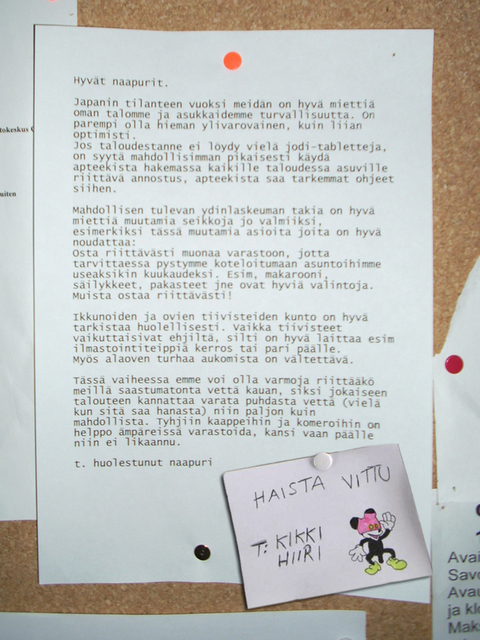 Hyvät naapurit.
Japanin tilanteen vuoksi meidän on hyvä miettiä
oman talomme ja asukkaidemme turvallisuutta. On
parempi olla hieman ylivarovainen, kuin liian
optimisti.
Jos taloudestanne ei löydy vielä jodi-tabletteja,
on syytä mahdollisimman pikaisesti käydä
apteekista hakemassa kaikille taloudessa asuville
riittävä annostus, apteekista saa tarkemmat ohjeet
siihen.
Mahdollisen tulevan ydinlaskeuman takia on hyvä
miettiä muutamia seikkoja jo valmiiksi,
esimerkiksi tässä muutamia asioita joita on hyvä
noudattaa:
Osta riittävästi muonaa varastoon, jotta
tarvittaessa pystymme koteloitumaan asuntoihimme
useaksikin kuukaudeksi. Esim, makarooni,
säilykkeet, pakasteet jne ovat hyviä valintoja.
Muista ostaa riittävästi!
Ikkunoiden ja ovien tiivisteiden kunto on hyvä
tarkistaa huolellisesti. Vaikka tiivisteet
vaikuttaisivat ehjiltä, silti on hyvä laittaa esim
ilmastointiteippiä kerros tai pari päälle.
Myös alaoven turhaa aukomista on vältettävä.
Tässä vaiheessa emme voi olla varmoja riittääkö
meillä saastumatonta vettä kauan, siksi jokaiseen
talouteen kannattaa varata puhdasta vettä (vielä
kun sitä saa hanasta) niin paljon kuin
mahdollista. Tyhjiin kaappeihin ja komeroihin on
helppo ämpäreissä varastoida, kansi vaan päälle
niin ei likaannu.
t. huolestunut naapuri
HAISTA VITTU
T: KIKKI
HIIRI
tokeskus
uiten
Avai
Savo
Avau
ja klo
Maks